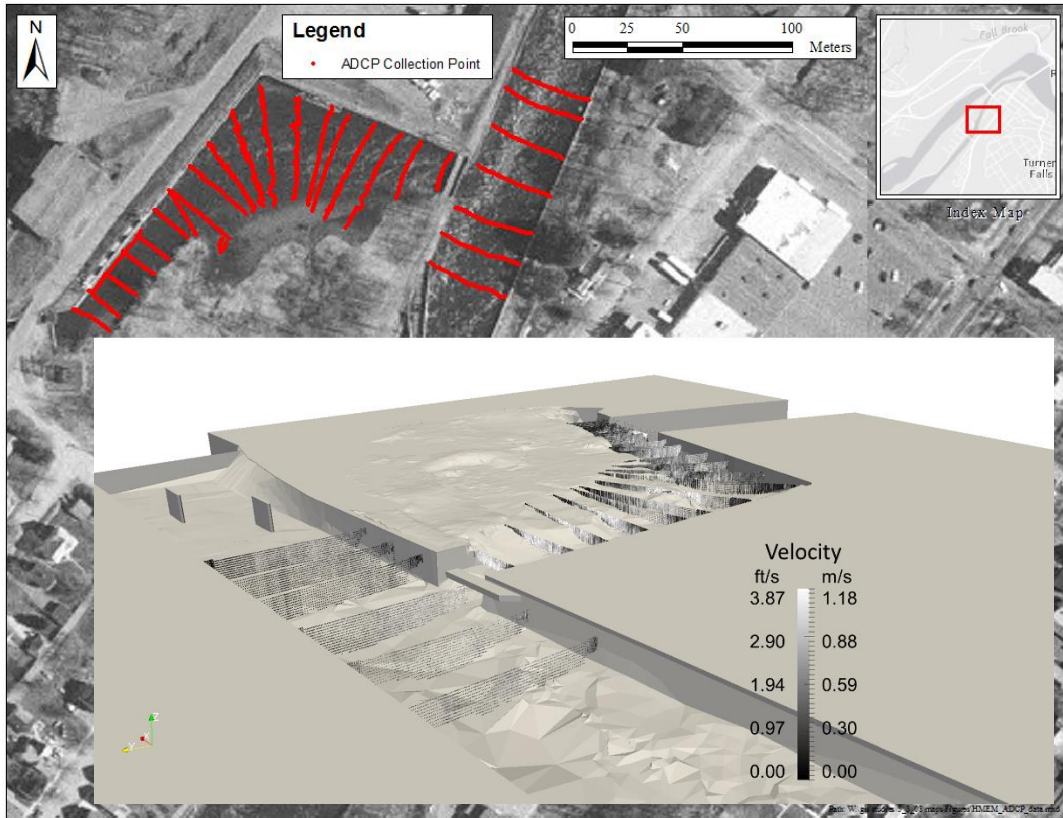 N
Legend
ADCP Collection Point
0 25 50 100
Meters
Fall Brook
Turner
Falls
Index Map
Velocity
ft/s m/s
3.87 1.18
2.90 0.88
1.94 0.59
0.97 0.30
0.00 0.00
Z
Y
X